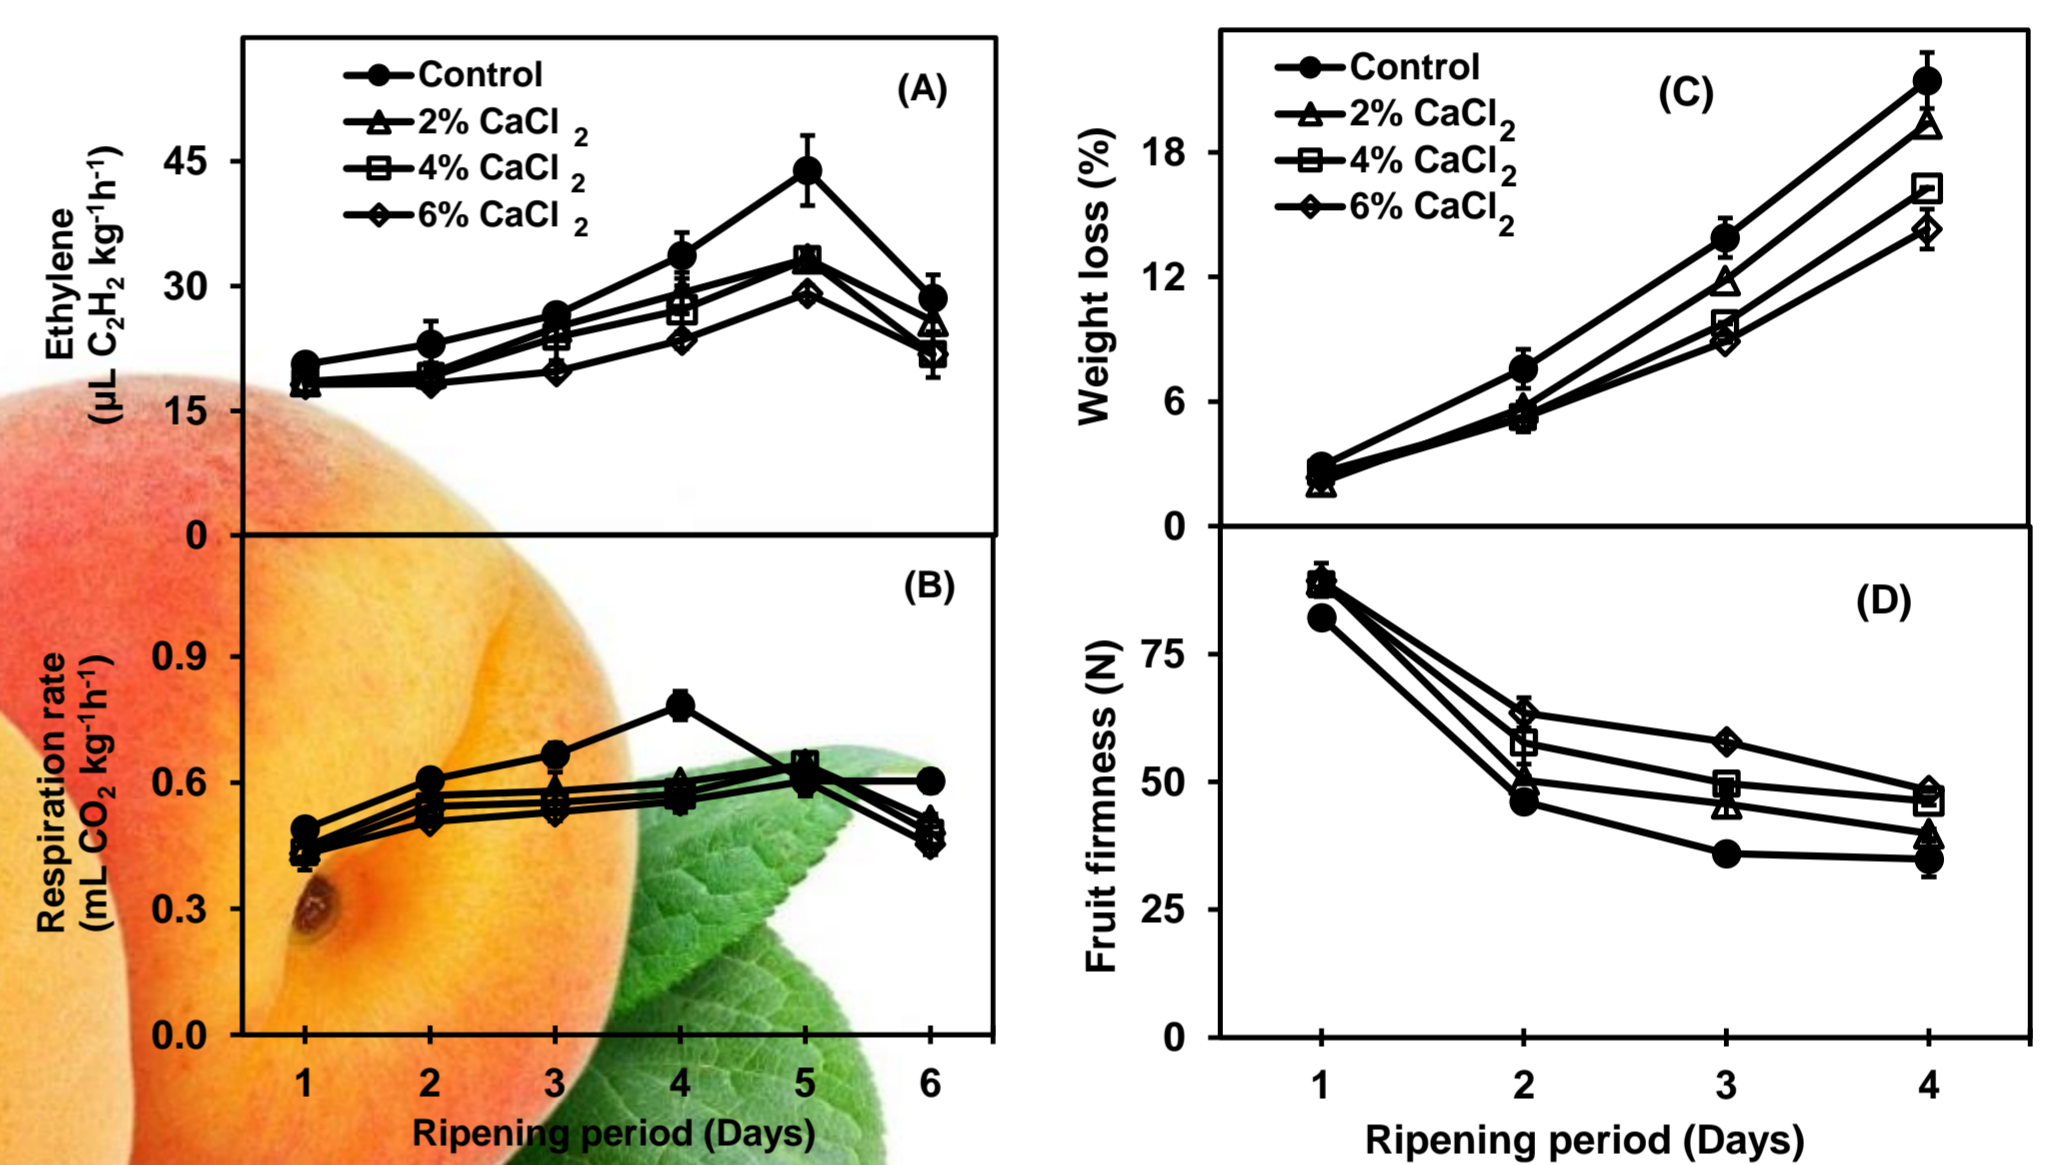 Control
2% CaCl 2
4% CaCl 2
6% CaCl 2
(A)
Ethylene
(µL C2H2 kg-1h-1)
45
30
15
0
(B)
Respiration rate
(mL CO2 kg-1h-1)
0.9
0.6
0.3
0.0
1 2 3 4 5 6
Ripening period (Days)
Control
2% CaCl2
4% CaCl2
6% CaCl2
(C)
Weight loss (%)
18
12
6
0
(D)
Fruit firmness (N)
75
50
25
0
1 2 3 4
Ripening period (Days)